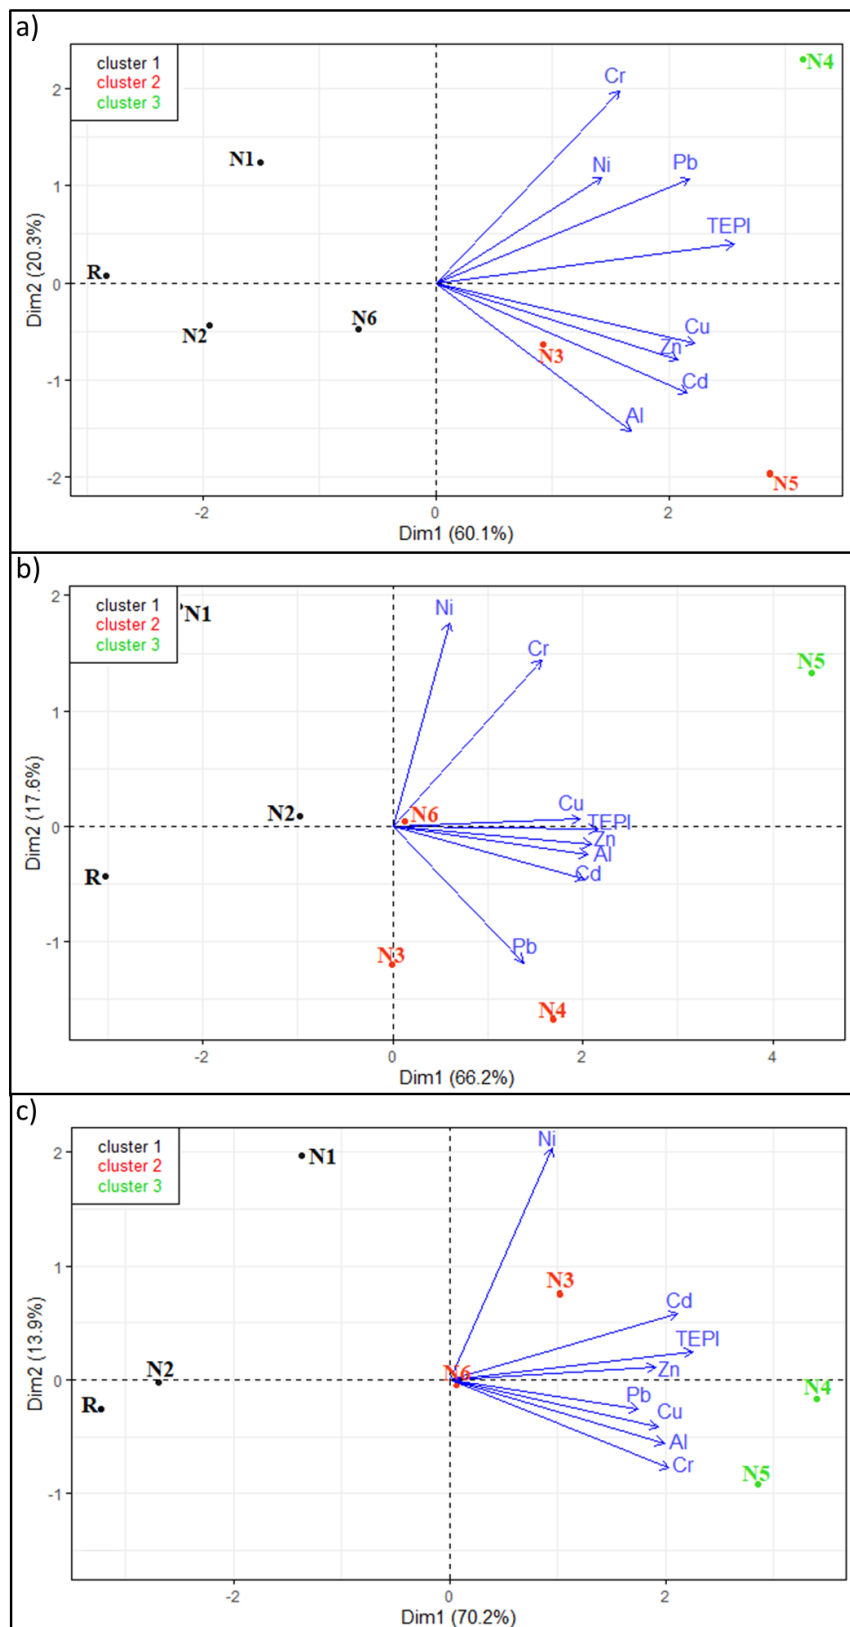 a)
cluster 1
cluster 2
cluster 3
N4
Cr
N1
Ni
Pb
TEPI
R
N2
N6
Cu
Zn
N3
Cd
Al
N5
2
1
0
-1
-2
Dim2 (20.3%)
-2
0
2
Dim1 (60.1%)
b)
cluster 1
cluster 2
cluster 3
N1
Ni
Cr
N5
N2
N6
Cu
TEPI
Zn
Al
Cd
R
Pb
N3
N4
2
1
0
-1
Dim2 (17.6%)
-2
0
2
4
Dim1 (66.2%)
c)
cluster 1
cluster 2
cluster 3
N1
Ni
N3
Cd
TEPI
Zn
N2
N6
R
Pb
Cu
N4
Al
Cr
N5
2
1
0
-1
Dim2 (13.9%)
-2
0
2
Dim1 (70.2%)